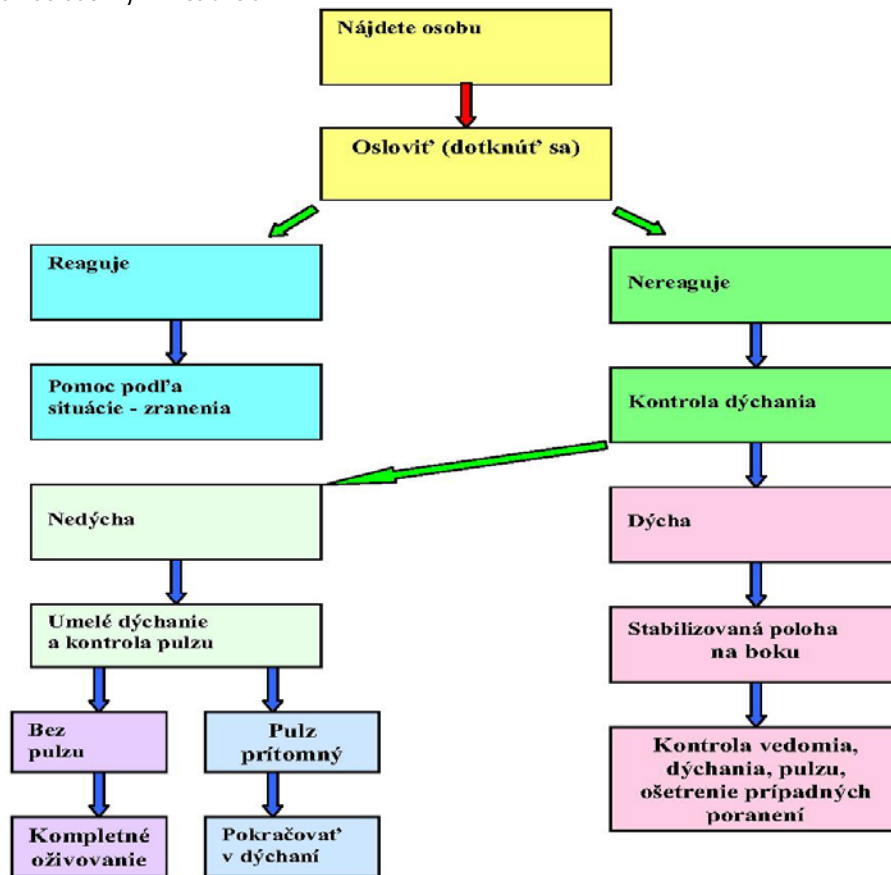 Nájdete osobu
Osloviť (dotknúť sa)
Reaguje
Nereaguje
Pomoc podľa
situácie - zranenia
Kontrola dýchania
Nedýcha
Dýcha
Umelé dýchanie
a kontrola pulzu
Stabilizovaná poloha
na boku
Bez
pulzu
Pulz
prítomný
Kontrola vedomia,
dýchania, pulzu,
ošetrenie prípadných
poranení
Kompletné
oživovanie
Pokračovať
v dýchaní